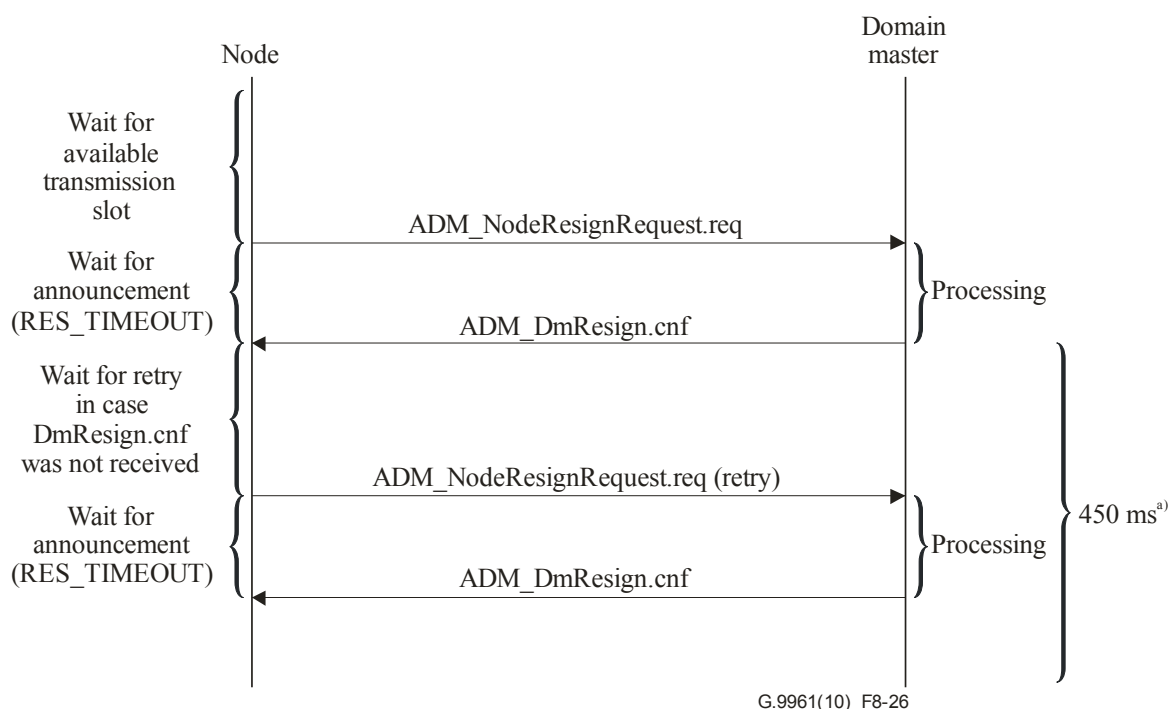 Node
Domain
master
Wait for
available
transmission
slot
ADM_NodeResignRequest.req
Wait for
announcement
(RES_TIMEOUT)
Processing
ADM_DmResign.cnf
Wait for retry
in case
DmResign.cnf
was not received
ADM_NodeResignRequest.req (retry)
450 ms a)
Wait for
announcement
(RES_TIMEOUT)
Processing
ADM_DmResign.cnf
G.9961(10)_F8-26